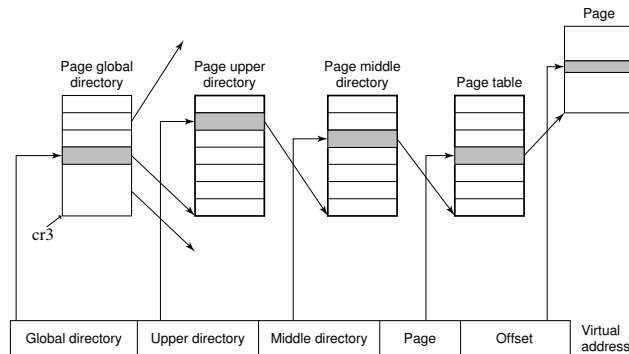 Page
Page global
directory
Page upper
directory
Page middle
directory
Page table
cr3
Global directory
Upper directory
Middle directory
Page
Offset
Virtual
address